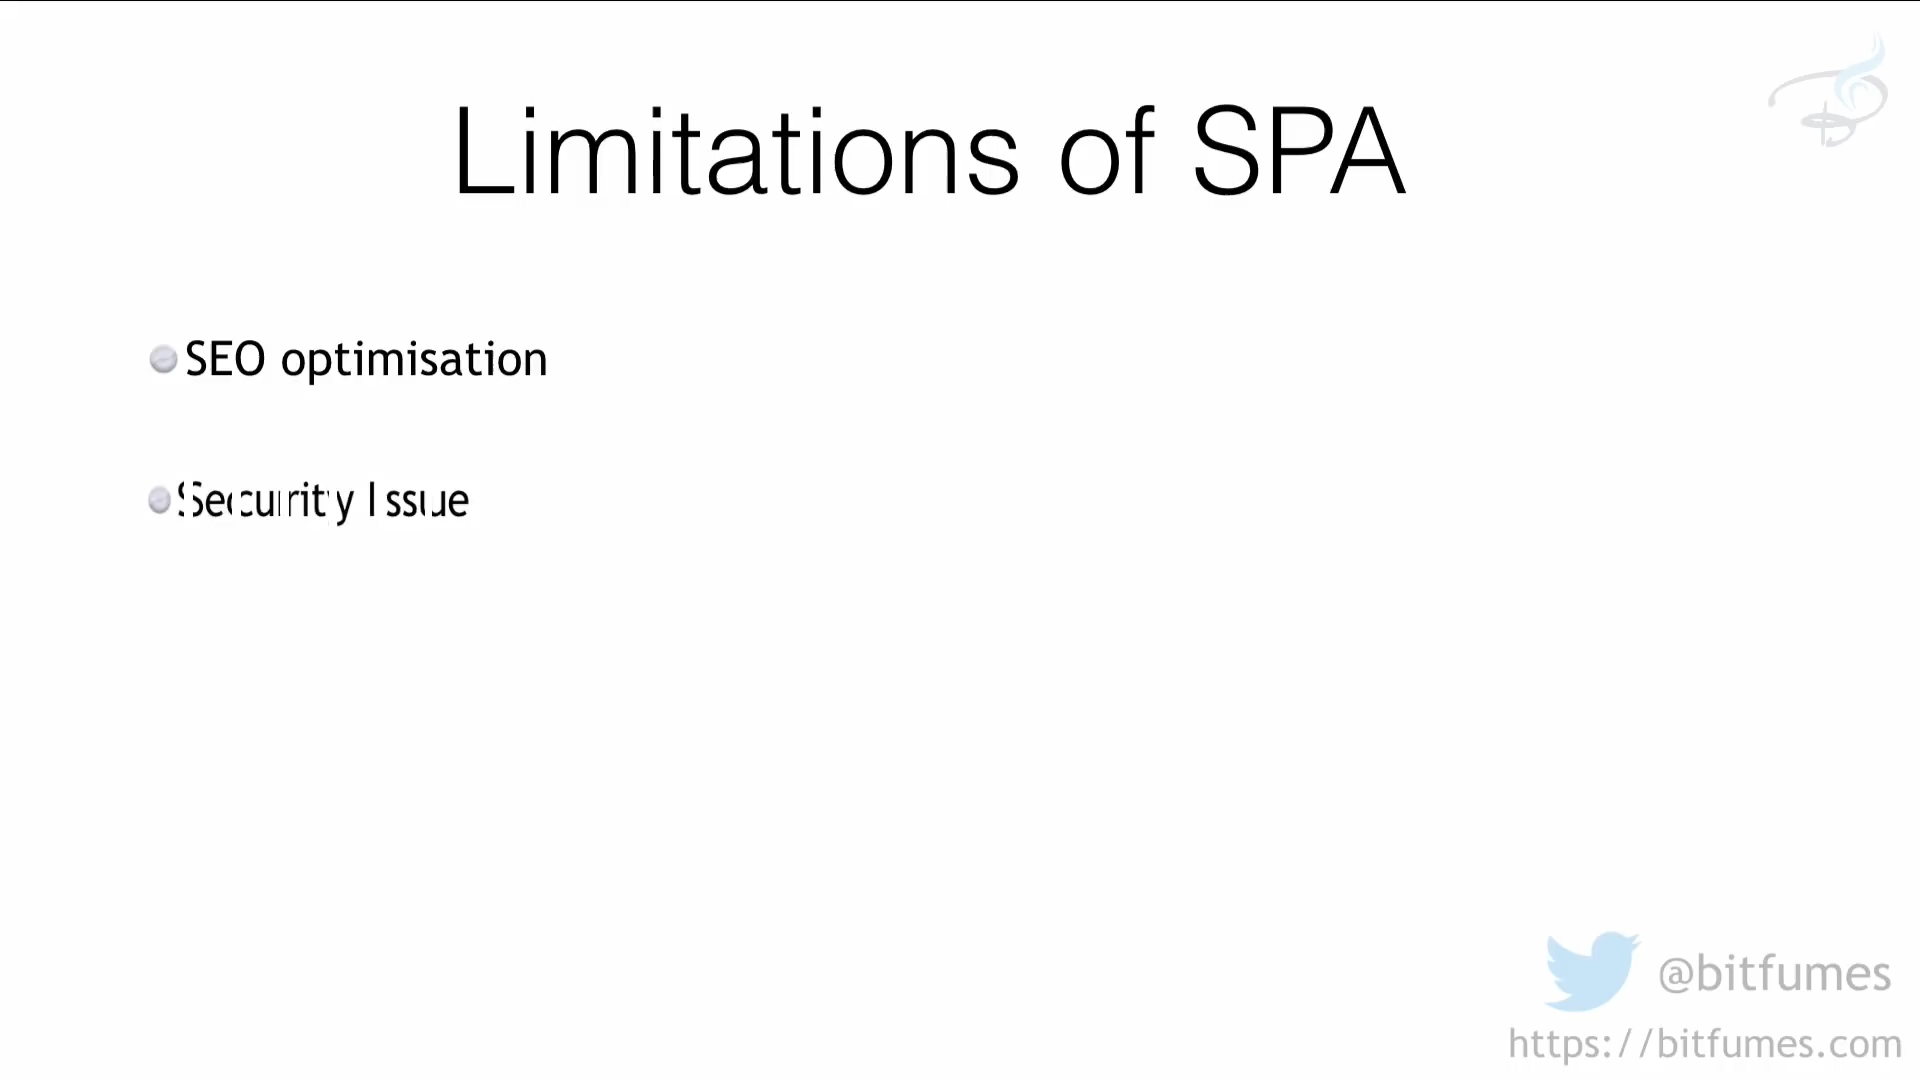 Limitations of SPA
SEO optimisation
Security Issue
@bitfumes
https://bitfumes.com